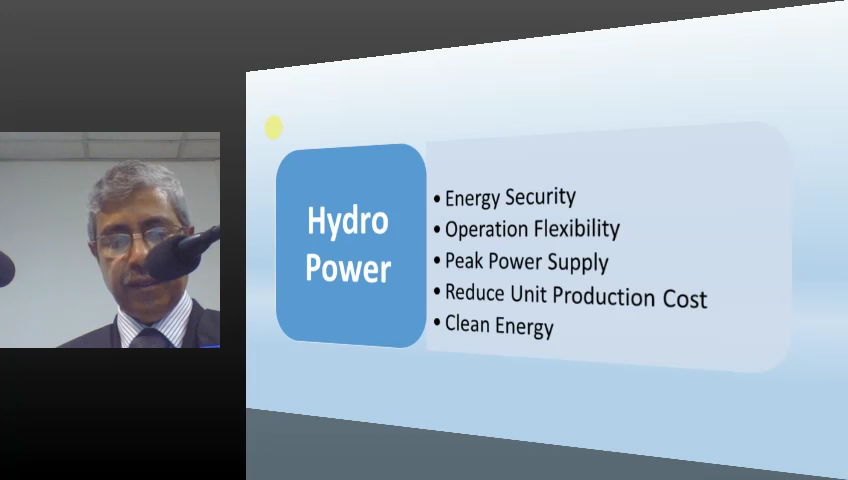 Hydro
Power
• Energy Security
• Operation Flexibility
• Peak Power Supply
• Reduce Unit Production Cost
• Clean Energy